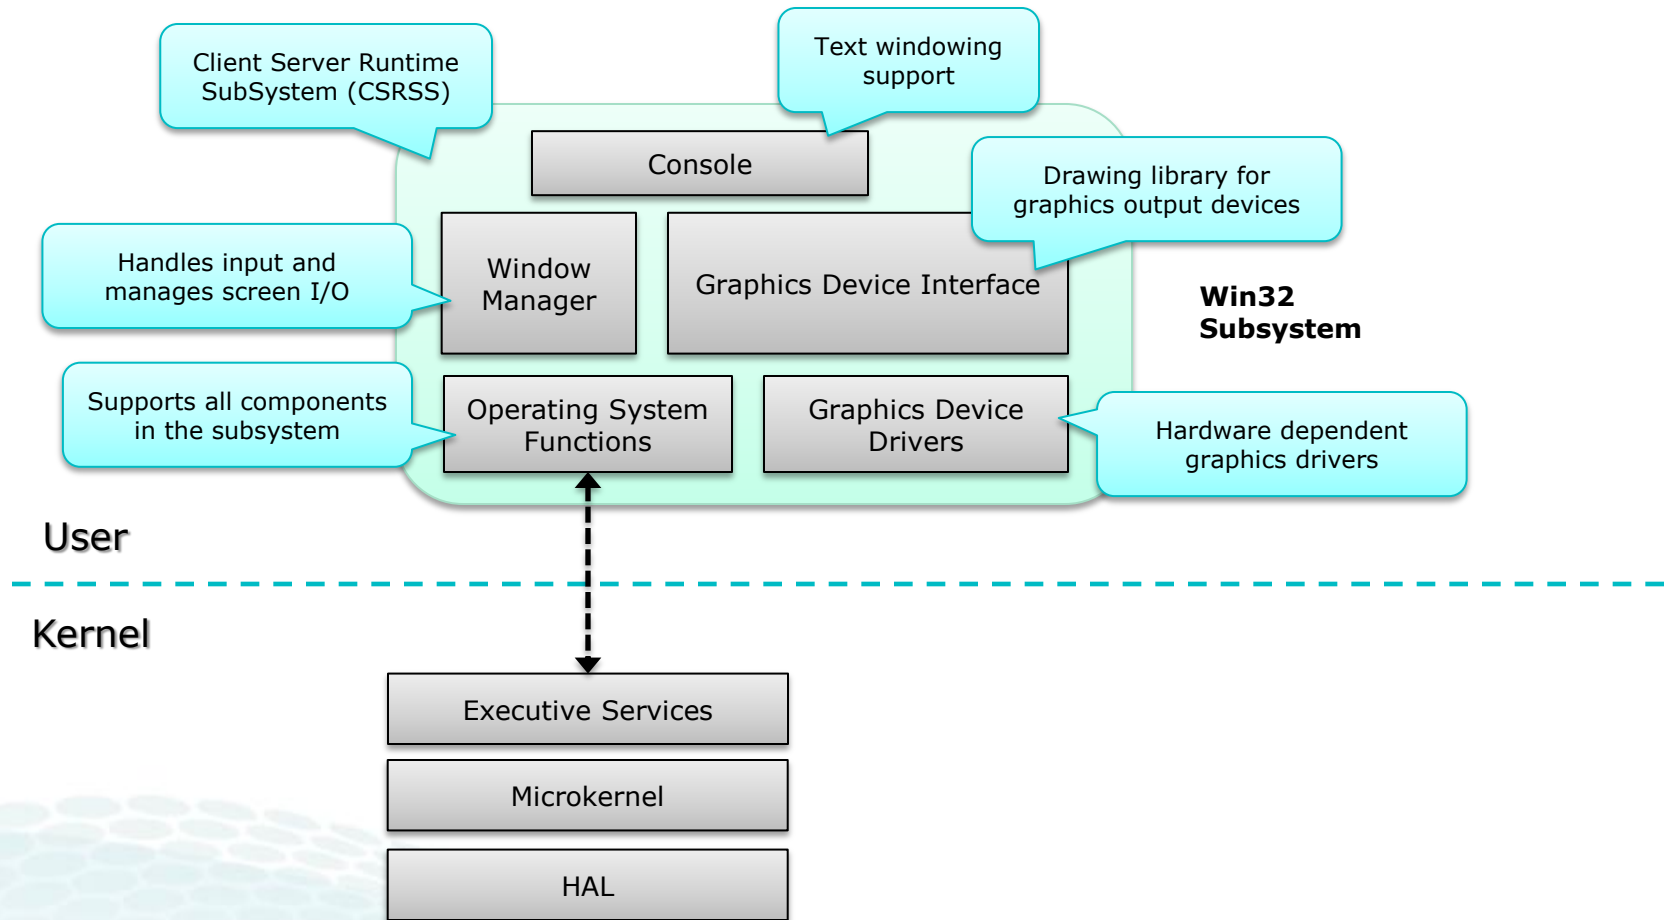 Client Server Runtime
SubSystem (CSRSS)
Text windowing
support
Console
Drawing library for
graphics output devices
Handles input and
manages screen I/O
Window
Manager
Graphics Device Interface
Win32
Subsystem
Supports all components
in the subsystem
Operating System
Functions
Graphics Device
Drivers
Hardware dependent
graphics drivers
User
Kernel
Executive Services
Microkernel
HAL